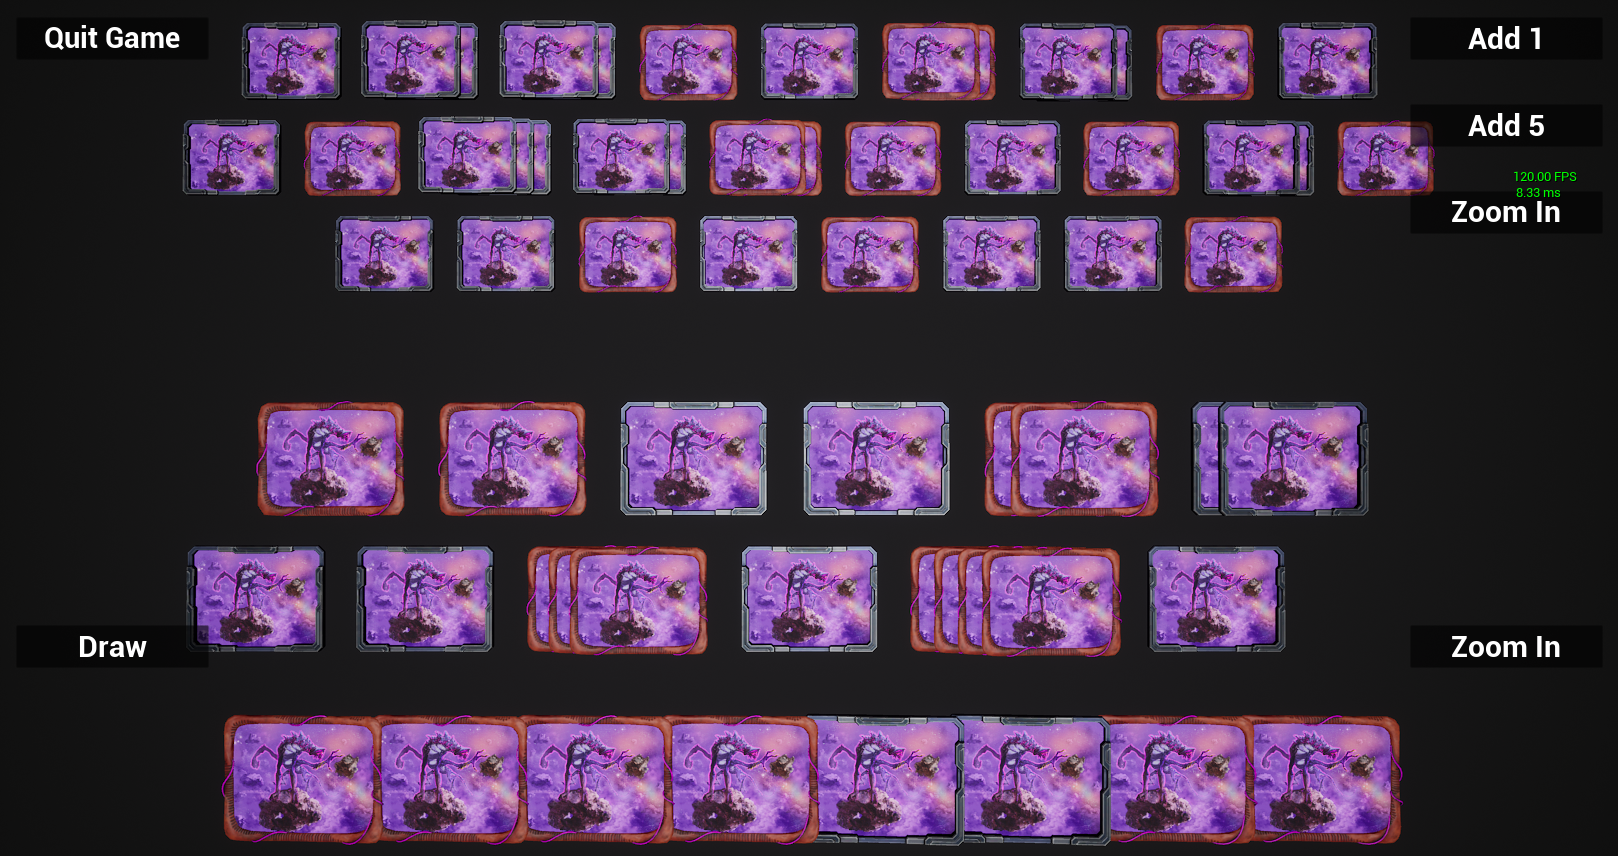 Quit Game
Add 1
Add 5
120.00 FPS
8.33 ms
Zoom In
Draw
Zoom In